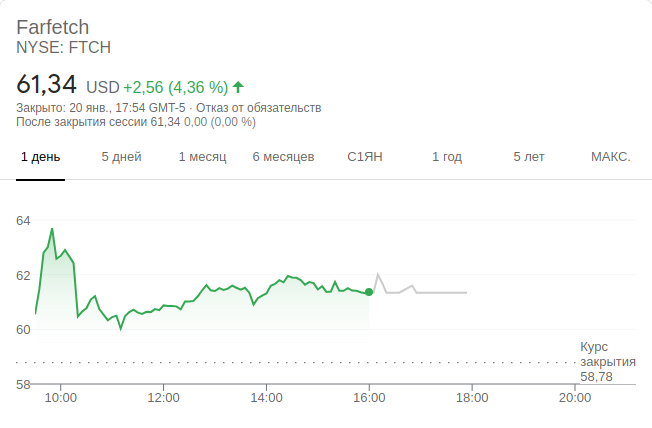 Farfetch
NYSE: FTCH
61,34 USD +2,56 (4,36 %)
Закрыто: 20 янв., 17:54 GMT-5 · Отказ от обязательств
После закрытия сессии 61,34 0,00 (0,00 %)
1 день 5 дней 1 месяц 6 месяцев С1ЯН 1 год 5 лет МАКС.
64
62
60
Курс
закрытия
58,78
58
10:00 12:00 14:00 16:00 18:00 20:00